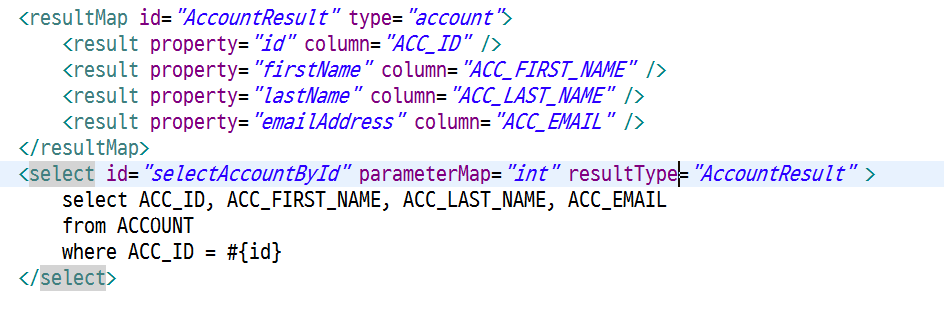 <resultMap id="AccountResult" type="account">
    <result property="id" column="ACC_ID" />
    <result property="firstName" column="ACC_FIRST_NAME" />
    <result property="lastName" column="ACC_LAST_NAME" />
    <result property="emailAddress" column="ACC_EMAIL" />
</resultMap>
<select id="selectAccountById" parameterMap="int" resultType="AccountResult" >
    select ACC_ID, ACC_FIRST_NAME, ACC_LAST_NAME, ACC_EMAIL
    from ACCOUNT
    where ACC_ID = #{id}
</select>